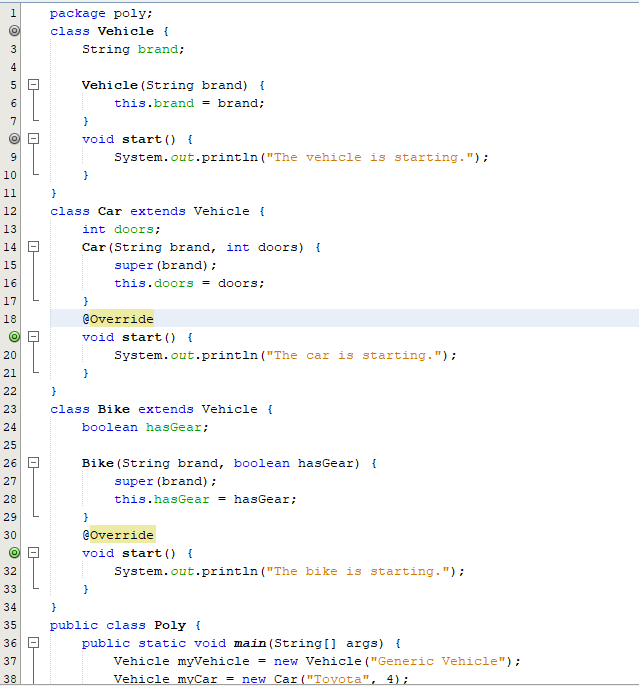 1 package poly;
class Vehicle {
3 String brand;
4
5 Vehicle(String brand) {
6 this.brand = brand;
7 }
void start() {
9 System.out.println("The vehicle is starting.");
10 }
11 }
12 class Car extends Vehicle {
13 int doors;
14 Car(String brand, int doors) {
15 super(brand);
16 this.doors = doors;
17 }
18 @Override
void start() {
20 System.out.println("The car is starting.");
21 }
22 }
23 class Bike extends Vehicle {
24 boolean hasGear;
25
26 Bike(String brand, boolean hasGear) {
27 super(brand);
28 this.hasGear = hasGear;
29 }
30 @Override
void start() {
32 System.out.println("The bike is starting.");
33 }
34 }
35 public class Poly {
36 public static void main(String[] args) {
37 Vehicle myVehicle = new Vehicle("Generic Vehicle");
38 Vehicle myCar = new Car("Toyota", 4);